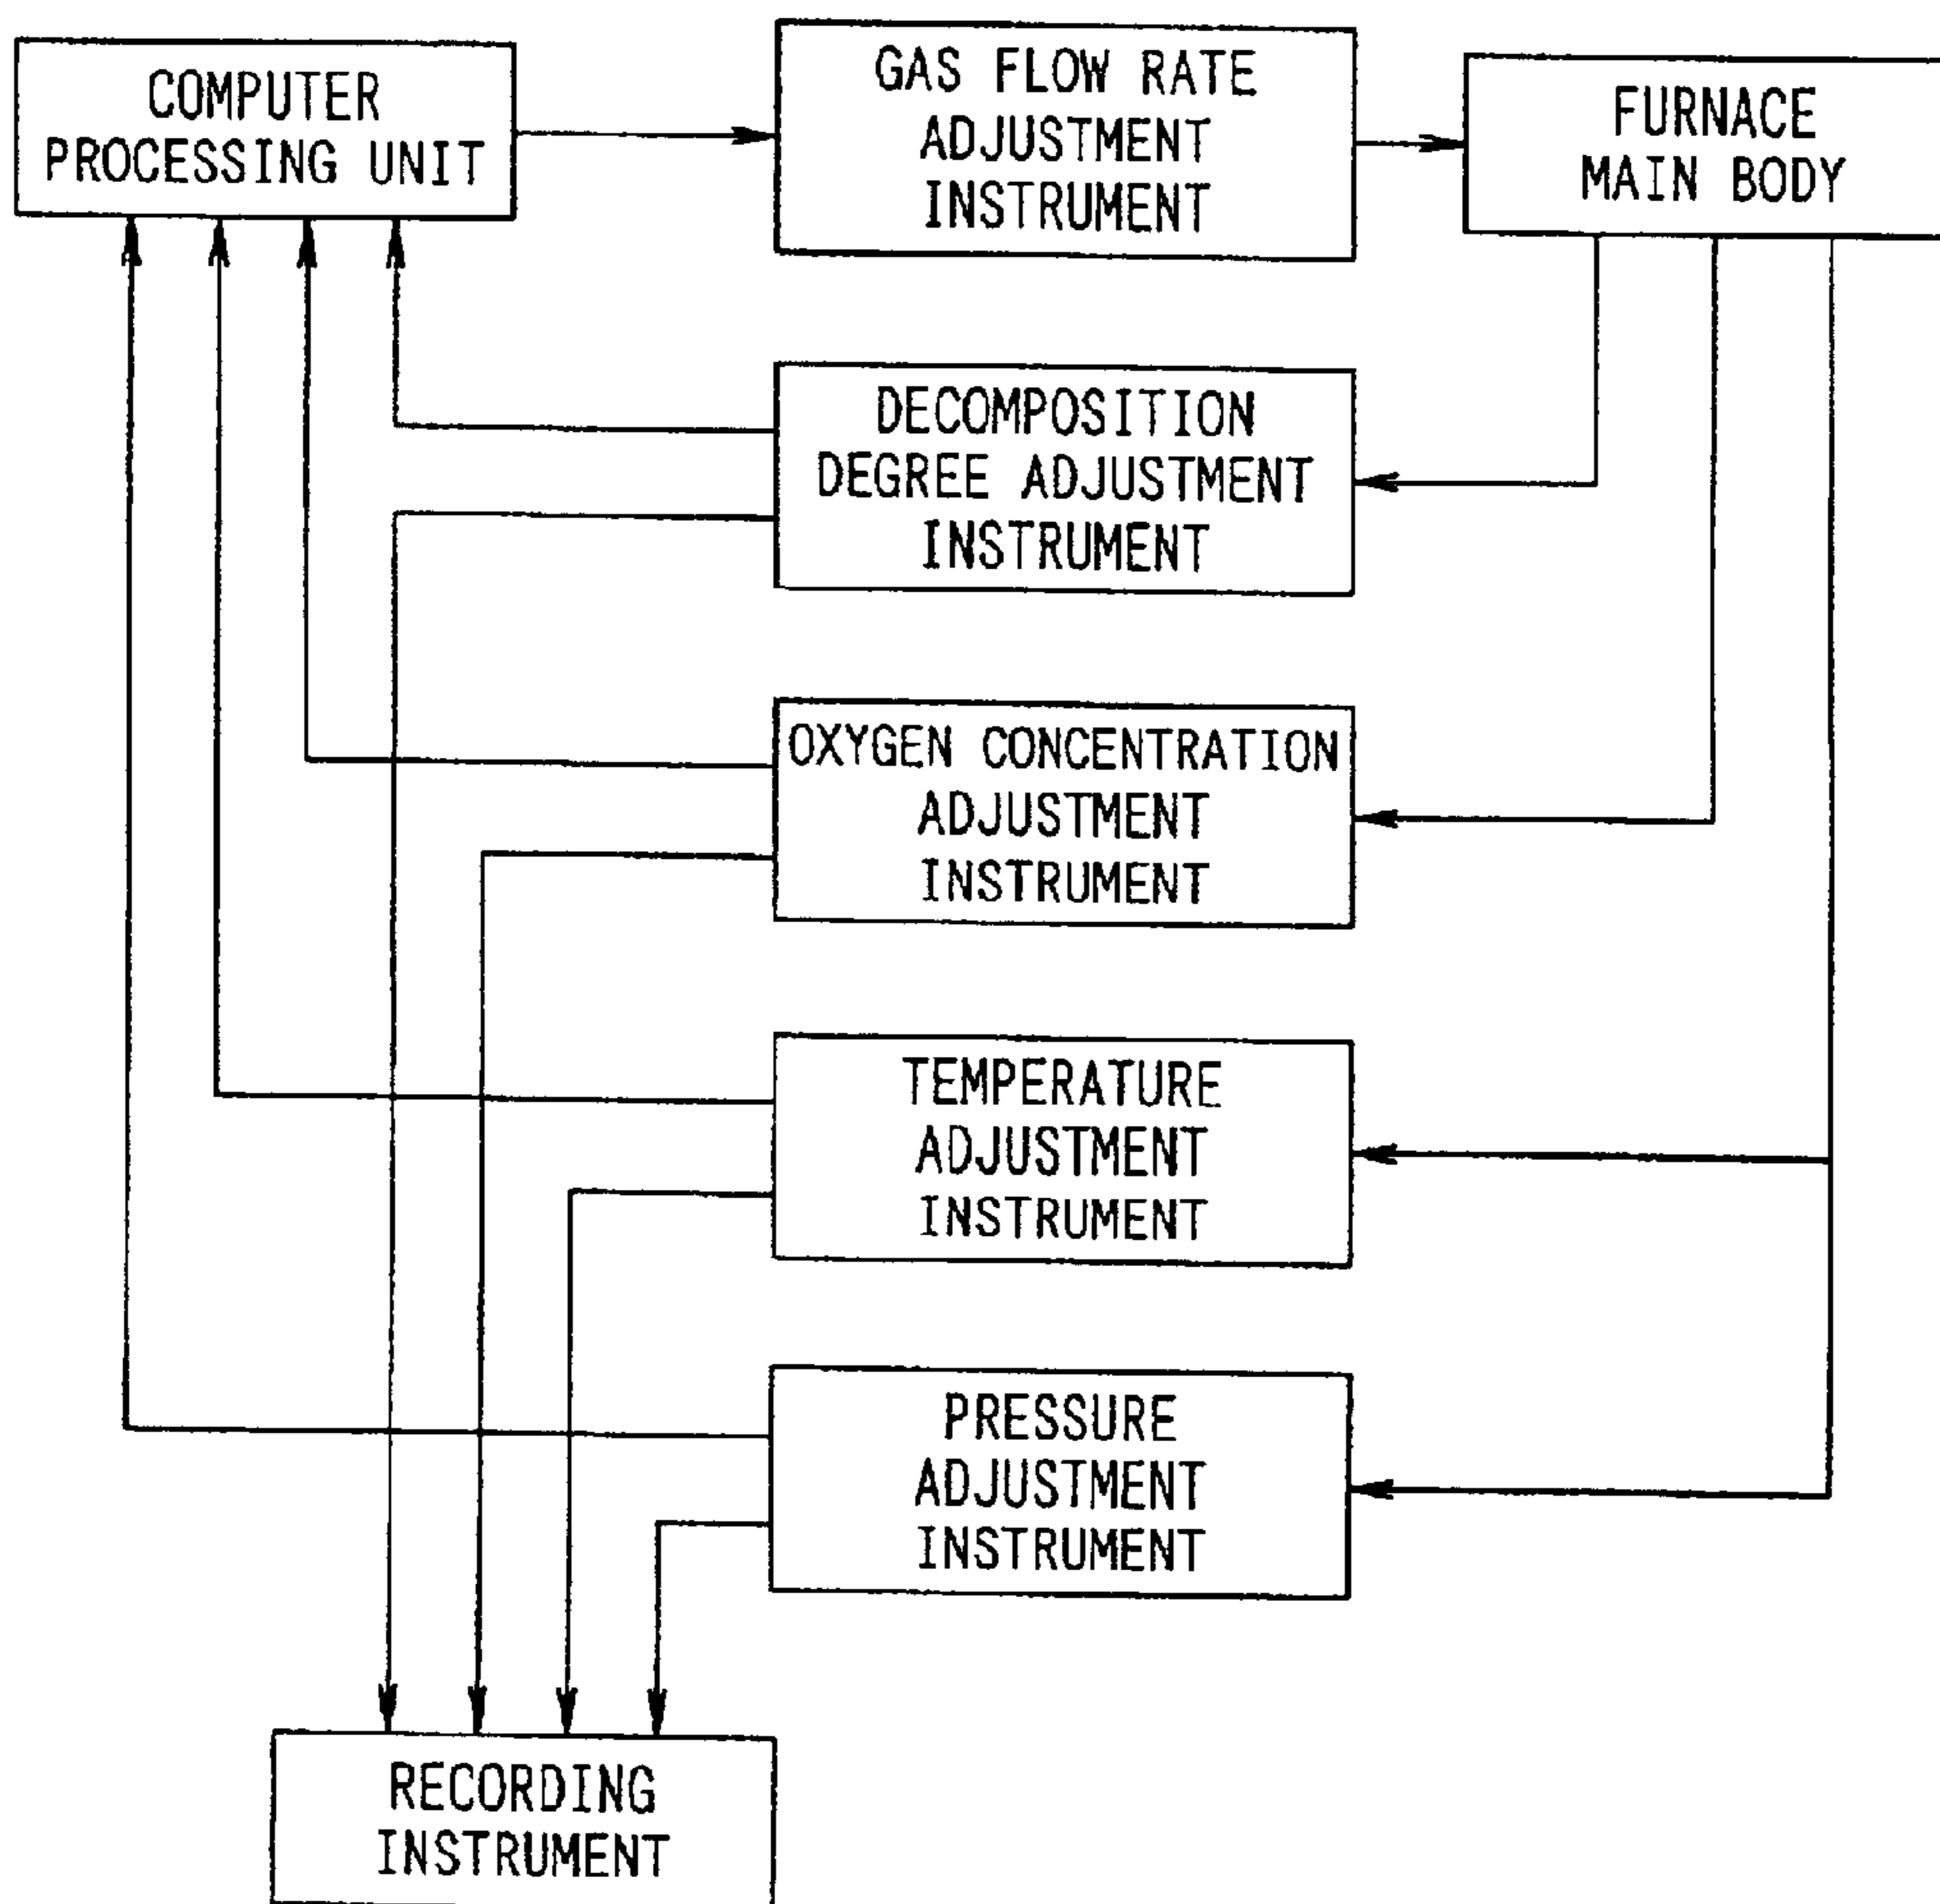 COMPUTER
PROCESSING UNIT
GAS FLOW RATE
ADJUSTMENT
INSTRUMENT
FURNACE
MAIN BODY
DECOMPOSITION
DEGREE ADJUSTMENT
INSTRUMENT
OXYGEN CONCENTRATION
ADJUSTMENT
INSTRUMENT
TEMPERATURE
ADJUSTMENT
INSTRUMENT
PRESSURE
ADJUSTMENT
INSTRUMENT
RECORDING
INSTRUMENT